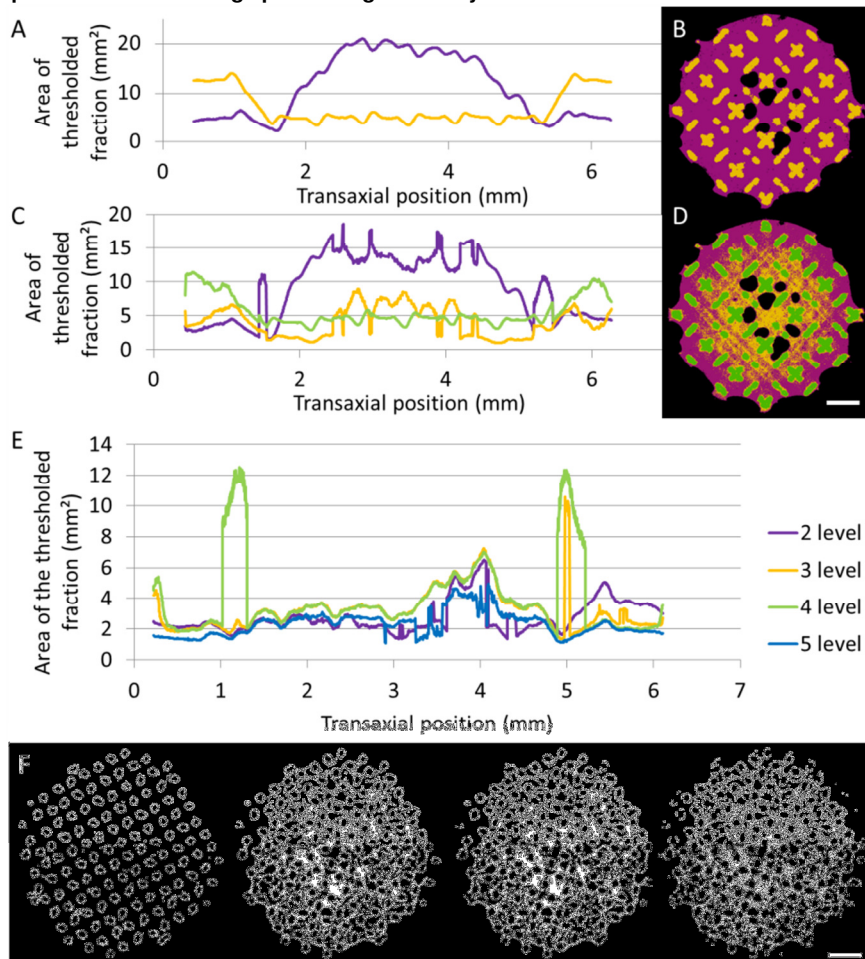 A
B
Area of
thresholded
fraction (mm²)
20
10
0
0
2
4
6
Transaxial position (mm)
C
D
Area of
thresholded
fraction (mm²)
20
15
10
5
0
0
2
4
6
Transaxial position (mm)
E
Area of the thresholded
fraction (mm²)
14
12
10
8
6
4
2
0
0
1
2
3
4
5
6
7
Transaxial position (mm)
2 level
3 level
4 level
5 level
F